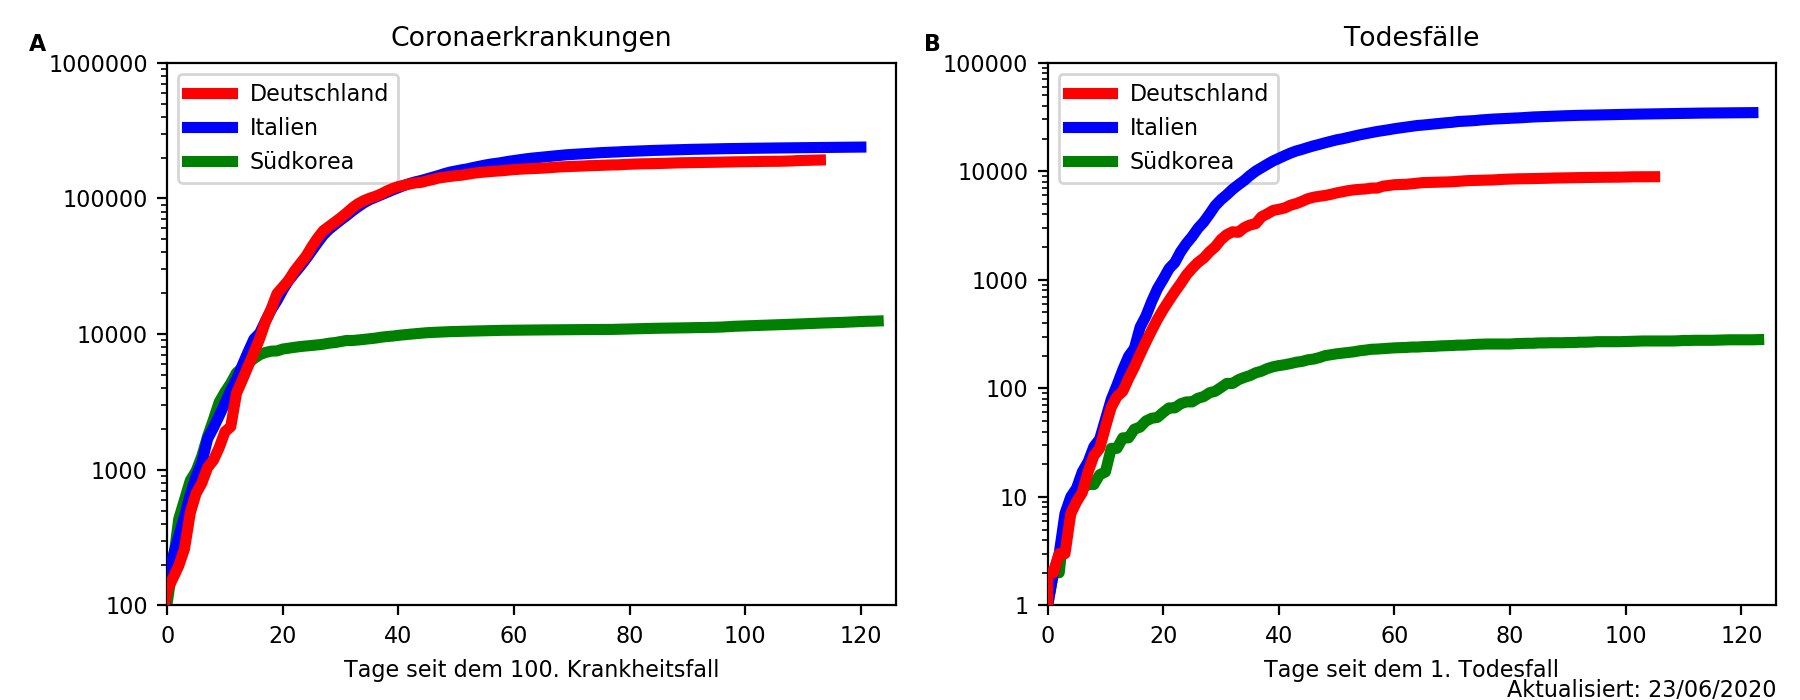 A
Coronaerkrankungen
1000000
100000
10000
1000
100
Deutschland
Italien
Südkorea
0 20 40 60 80 100 120
Tage seit dem 100. Krankheitsfall
B
Todesfälle
100000
10000
1000
100
10
1
Deutschland
Italien
Südkorea
0 20 40 60 80 100 120
Tage seit dem 1. Todesfall
Aktualisiert: 23/06/2020